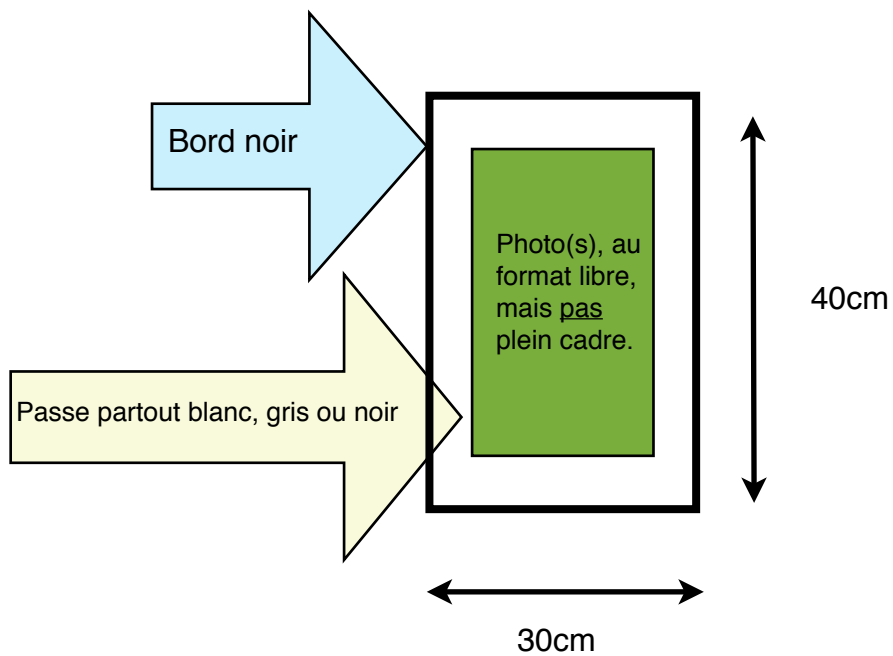 Bord noir
Photo(s), au
format libre,
mais pas
plein cadre.
40cm
Passe partout blanc, gris ou noir
30cm